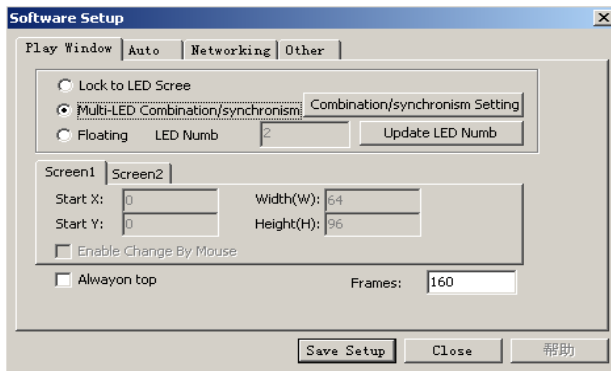 Software Setup
Play Window Auto Networking Other
Lock to LED Scree
Multi-LED Combination/synchronism Combination/synchronism Setting
Floating LED Numb 2 Update LED Numb
Screen1 Screen2
Start X: 0 Width(W): 64
Start Y: 0 Height(H): 96
Enable Change By Mouse
Alwayon top Frames: 160
Save Setup Close 帮助